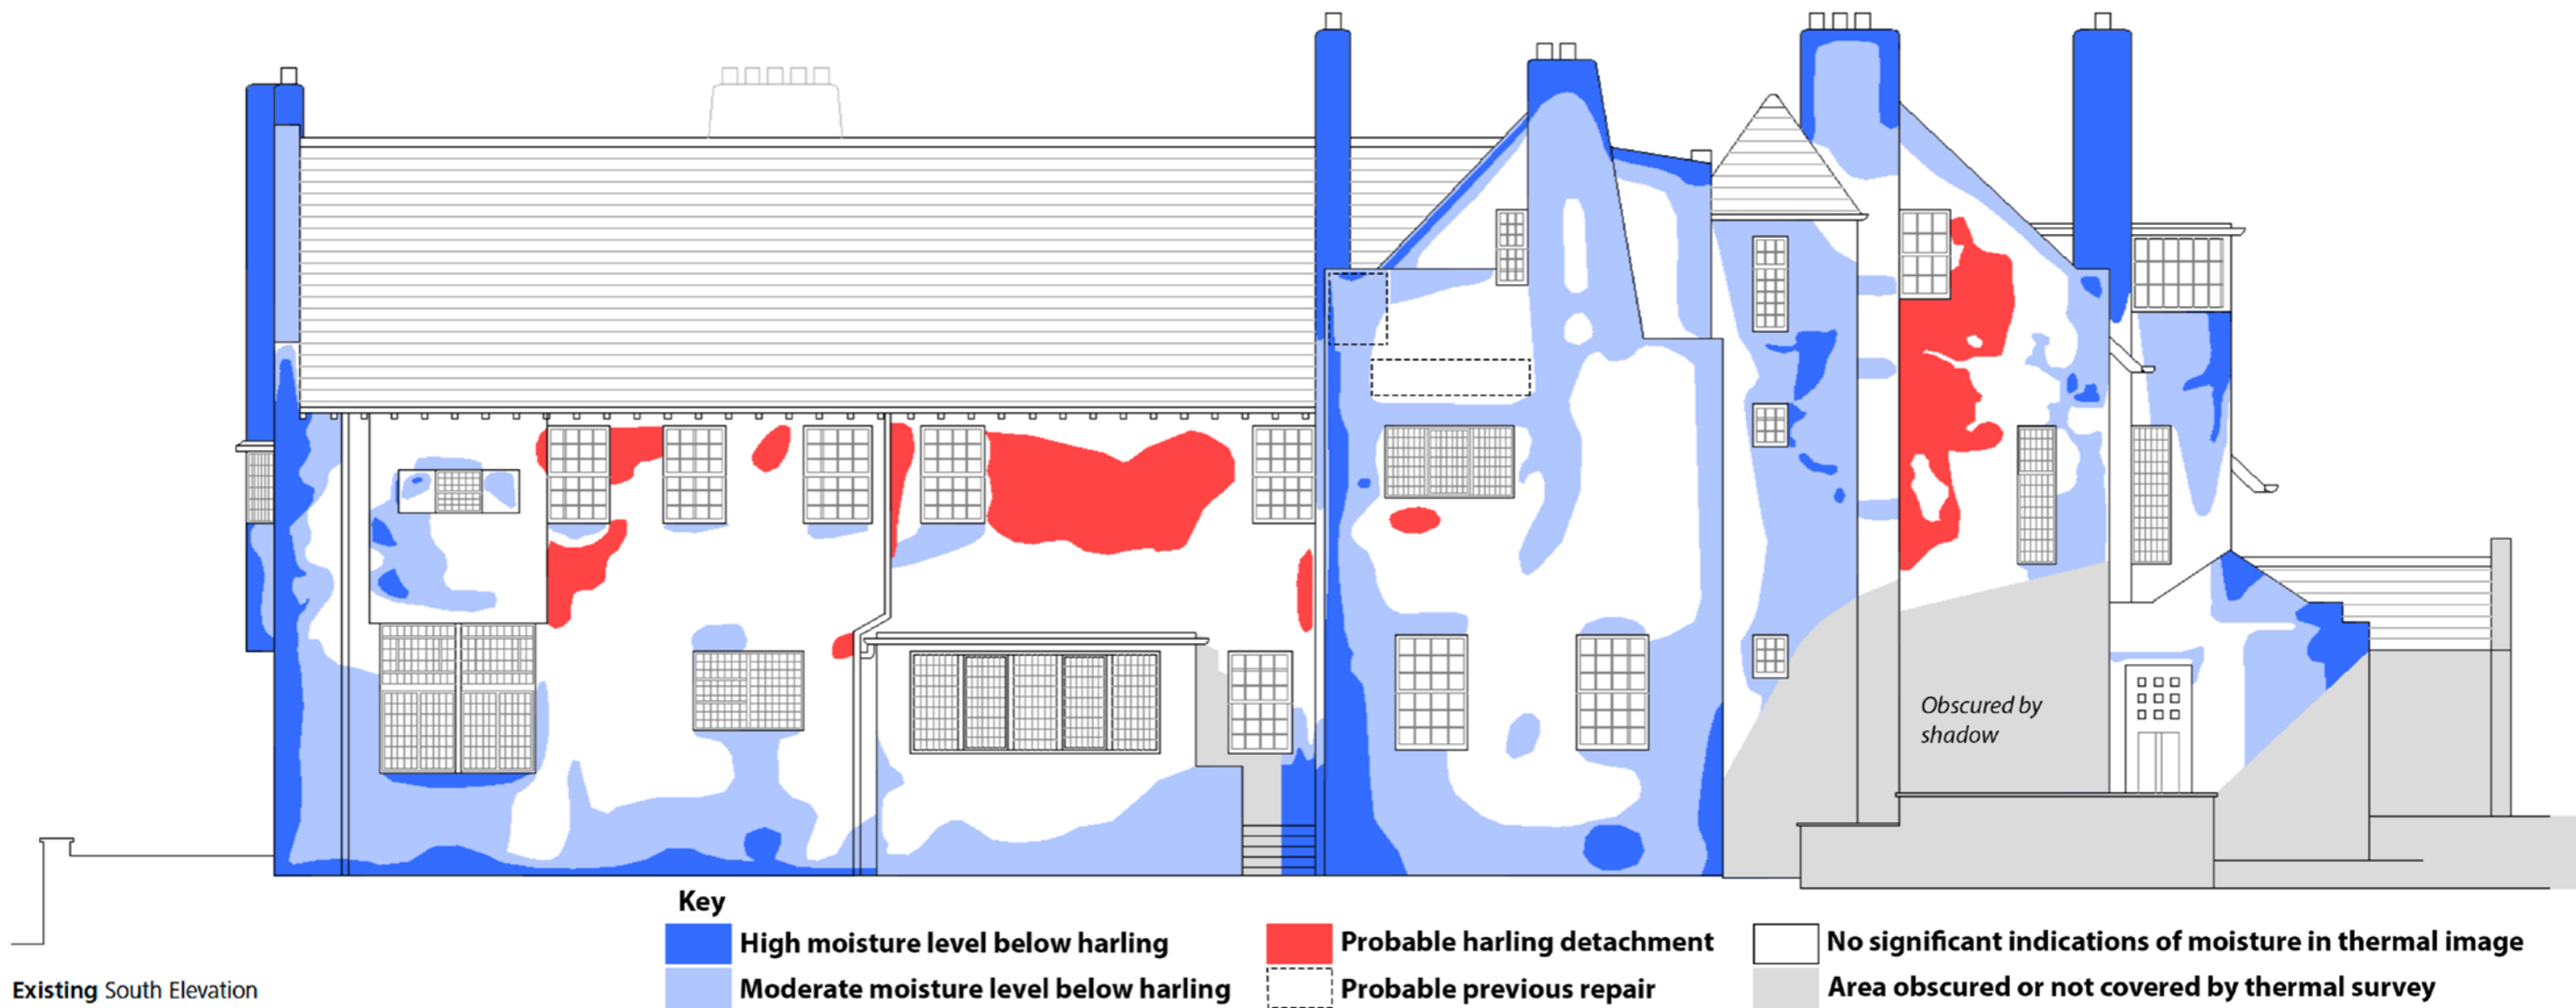 Obscured by
shadow
Key
High moisture level below harling
Probable harling detachment
No significant indications of moisture in thermal image
Existing South Elevation
Moderate moisture level below harling
Probable previous repair
Area obscured or not covered by thermal survey